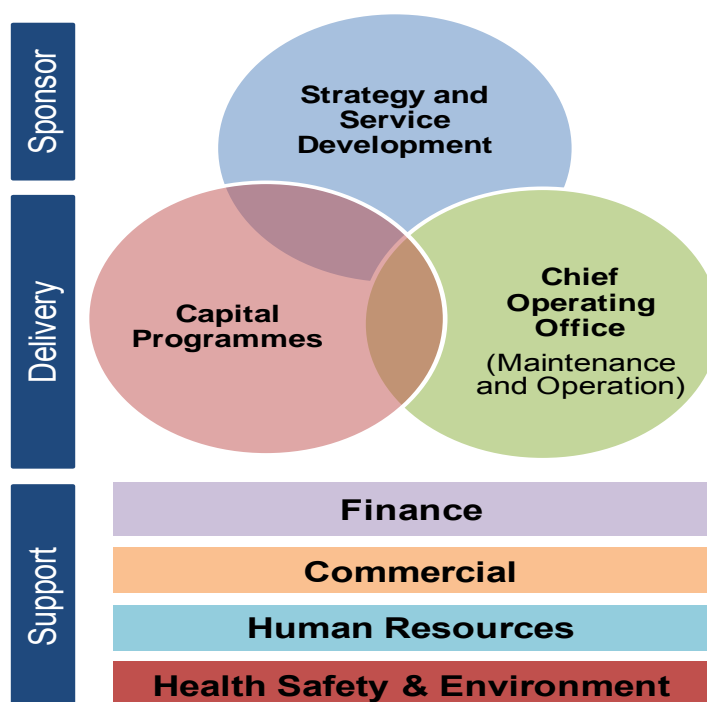 Sponsor
Strategy and
Service
Development
Delivery
Capital
Programmes
Chief
Operating
Office
(Maintenance
and Operation)
Support
Finance
Commercial
Human Resources
Health Safety & Environment